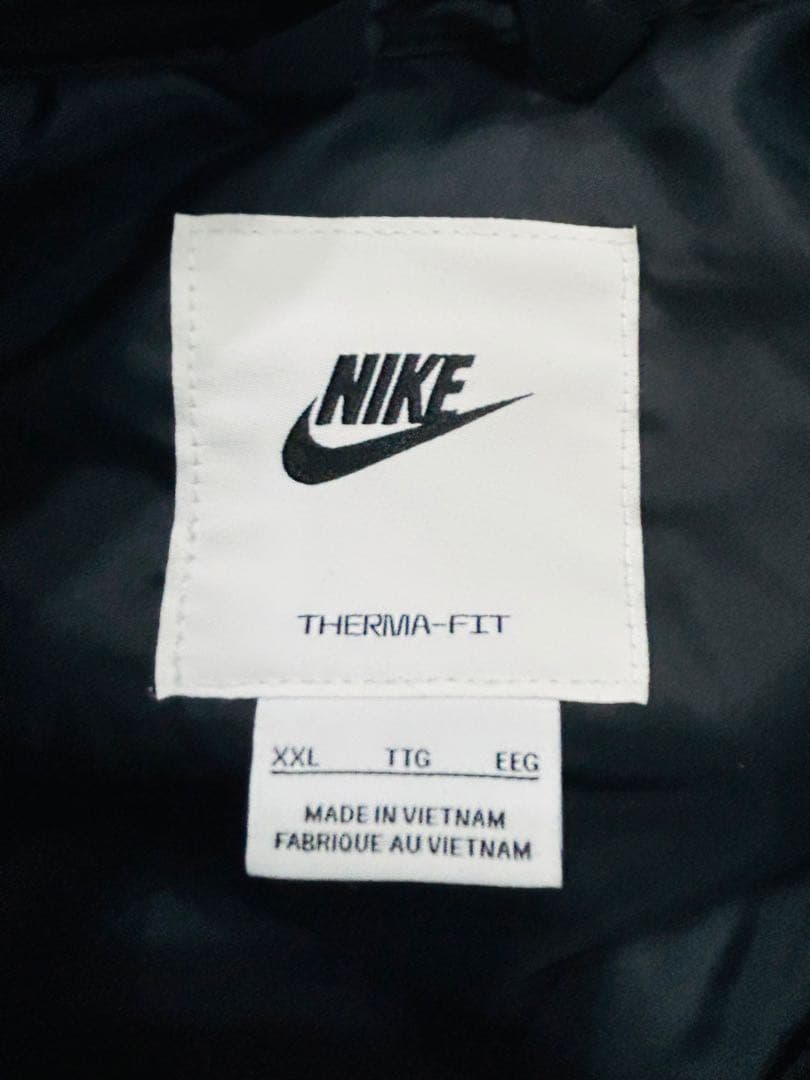 NIKE
THERMA-FIT
XXL TTG EEG
MADE IN VIETNAM
FABRIQUE AU VIETNAM